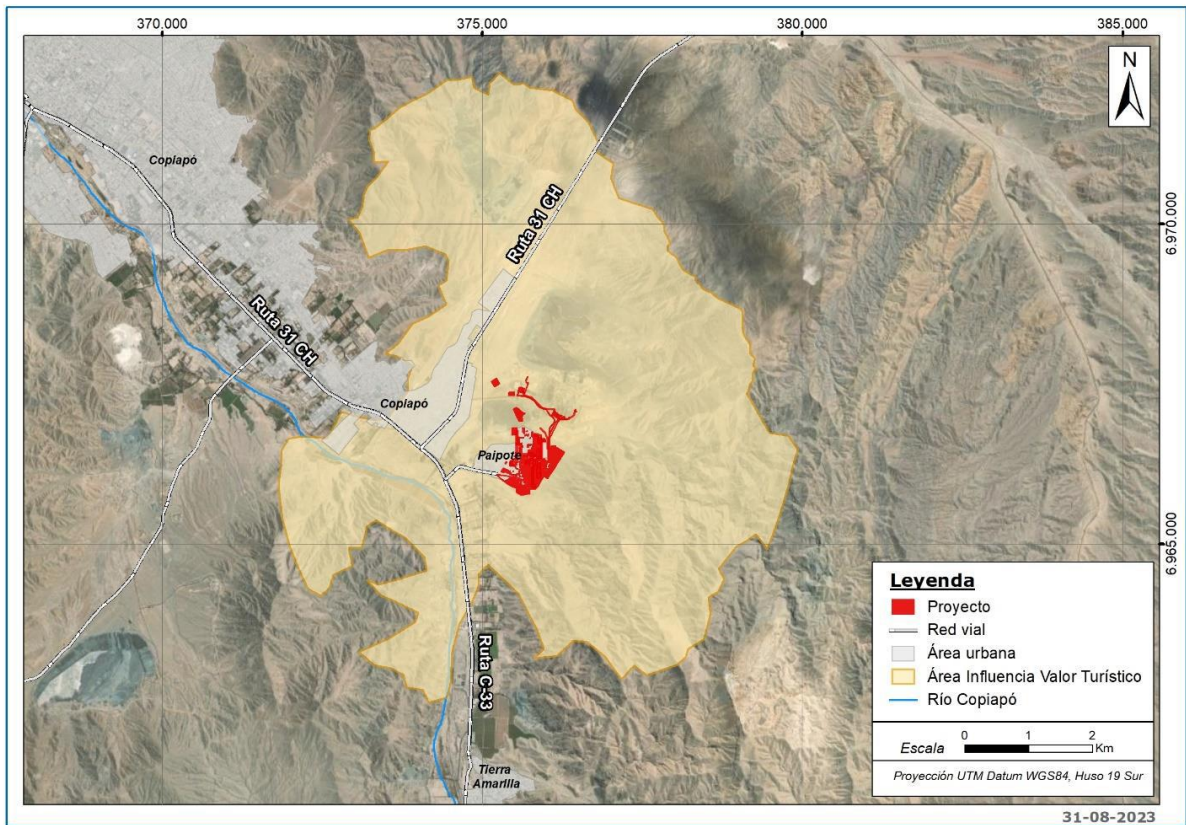 370.000
375.000
380.000
385.000
N
Copiapó
Ruta 31 CH
6.970.000
Ruta 31 CH
Copiapó
Paipote
6.965.000
Ruta C-33
Tierra
Amarilla
Leyenda
Proyecto
Red vial
Área urbana
Área Influencia Valor Turístico
Río Copiapó
Escala
0
1
2
Km
Proyección UTM Datum WGS84, Huso 19 Sur
31-08-2023